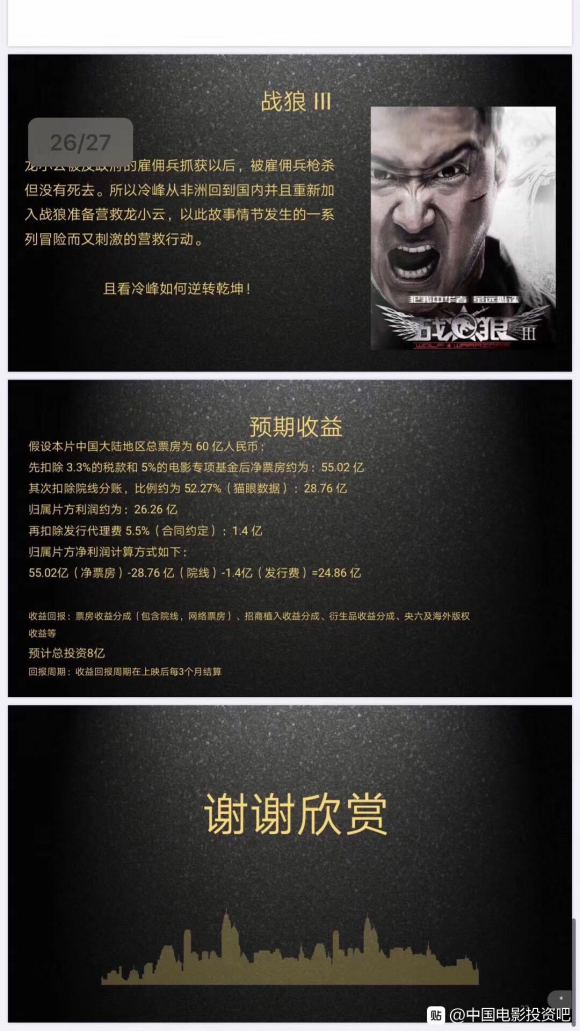 战狼 III
26/27
龙小云被反政府的雇佣兵抓获以后，被雇佣兵枪杀
但没有死去。所以冷峰从非洲回到国内并且重新加
入战狼准备营救龙小云，以此故事情节发生的一系
列冒险而又刺激的营救行动。
且看冷峰如何逆转乾坤！
犯我中华者 虽远必诛
战狼 III
WOLF WARRIORS
预期收益
假设本片中国大陆地区总票房为 60 亿人民币：
先扣除 3.3%的税款和 5%的电影专项基金后净票房约为：55.02 亿
其次扣除院线分账，比例约为 52.27%（猫眼数据）：28.76 亿
归属片方利润约为：26.26 亿
再扣除发行代理费 5.5%（合同约定）：1.4 亿
归属片方净利润计算方式如下：
55.02亿（净票房）-28.76 亿（院线）-1.4亿（发行费）=24.86 亿
收益回报：票房收益分成（包含院线，网络票房）、招商植入收益分成、衍生品收益分成、央六及海外版权
收益等
预计总投资8亿
回报周期：收益回报周期在上映后每3个月结算
谢谢欣赏
贴 @中国电影投资吧